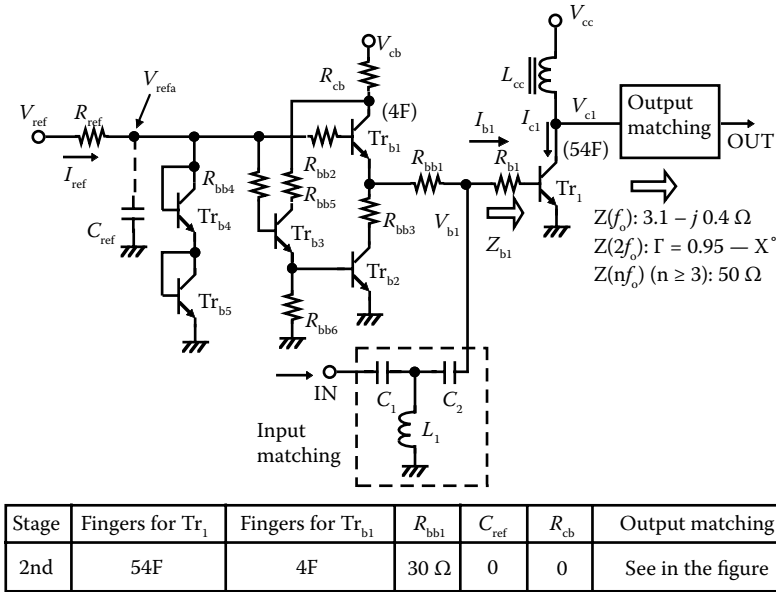 V_cc
V_cb
L_cc
R_cb
V_refa
V_ref
R_ref
(4F)
Tr_b1
I_b1
I_c1
V_c1
Output matching
OUT
(54F)
I_ref
R_bb4
R_bb2
R_bb5
R_bb1
R_b1
Tr_1
C_ref
Tr_b4
Tr_b3
R_bb3
V_b1
Z_b1
Z(f_o): 3.1 – j 0.4 Ω
Z(2f_o): Γ = 0.95 — X°
Z(nf_o) (n ≥ 3): 50 Ω
Tr_b5
Tr_b2
R_bb6
IN
C_1
C_2
Input
matching
L_1
Stage Fingers for Tr_1 Fingers for Tr_b1 R_bb1 C_ref R_cb Output matching
2nd 54F 4F 30 Ω 0 0 See in the figure